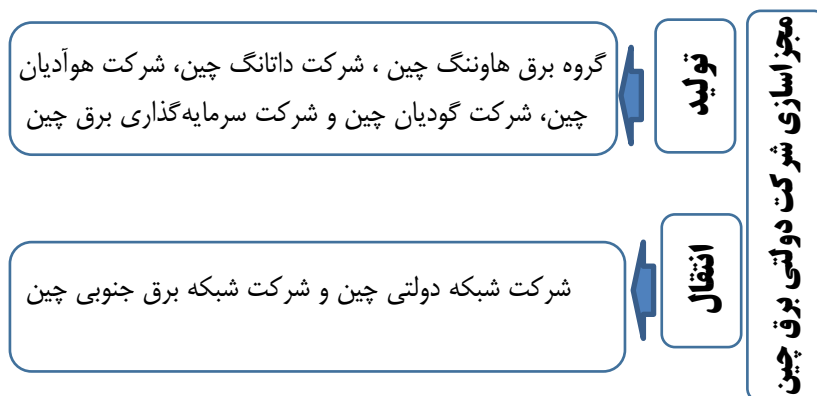 مجزاسازی شرکت دولتی برق چین
تولید
گروه برق هاوننگ چین ، شرکت داتانگ چین، شرکت هوآدیان
چین، شرکت گودیان چین و شرکت سرمایه‌گذاری برق چین
انتقال
شرکت شبکه دولتی چین و شرکت شبکه برق جنوبی چین